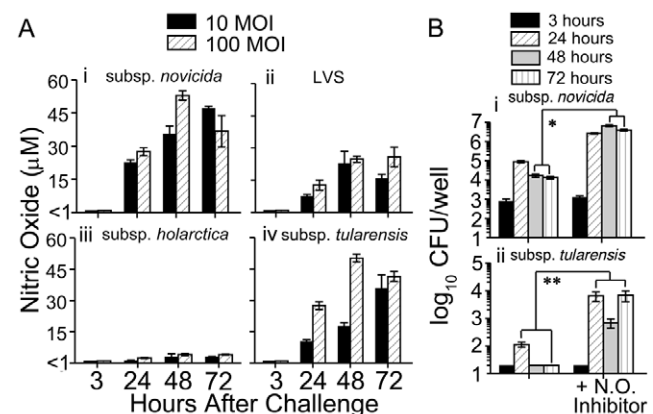 A
10 MOI
100 MOI
i subsp. novicida
ii LVS
60
45
30
15
<1
iii subsp. holarctica
iv subsp. tularensis
60
45
30
15
<1
Nitric Oxide (μM)
3 24 48 72 3 24 48 72
Hours After Challenge
B
3 hours
24 hours
48 hours
72 hours
i subsp. novicida
*
7
6
5
4
3
2
1
ii subsp. tularensis
**
5
4
3
2
1
log10 CFU/well
+ N.O.
Inhibitor